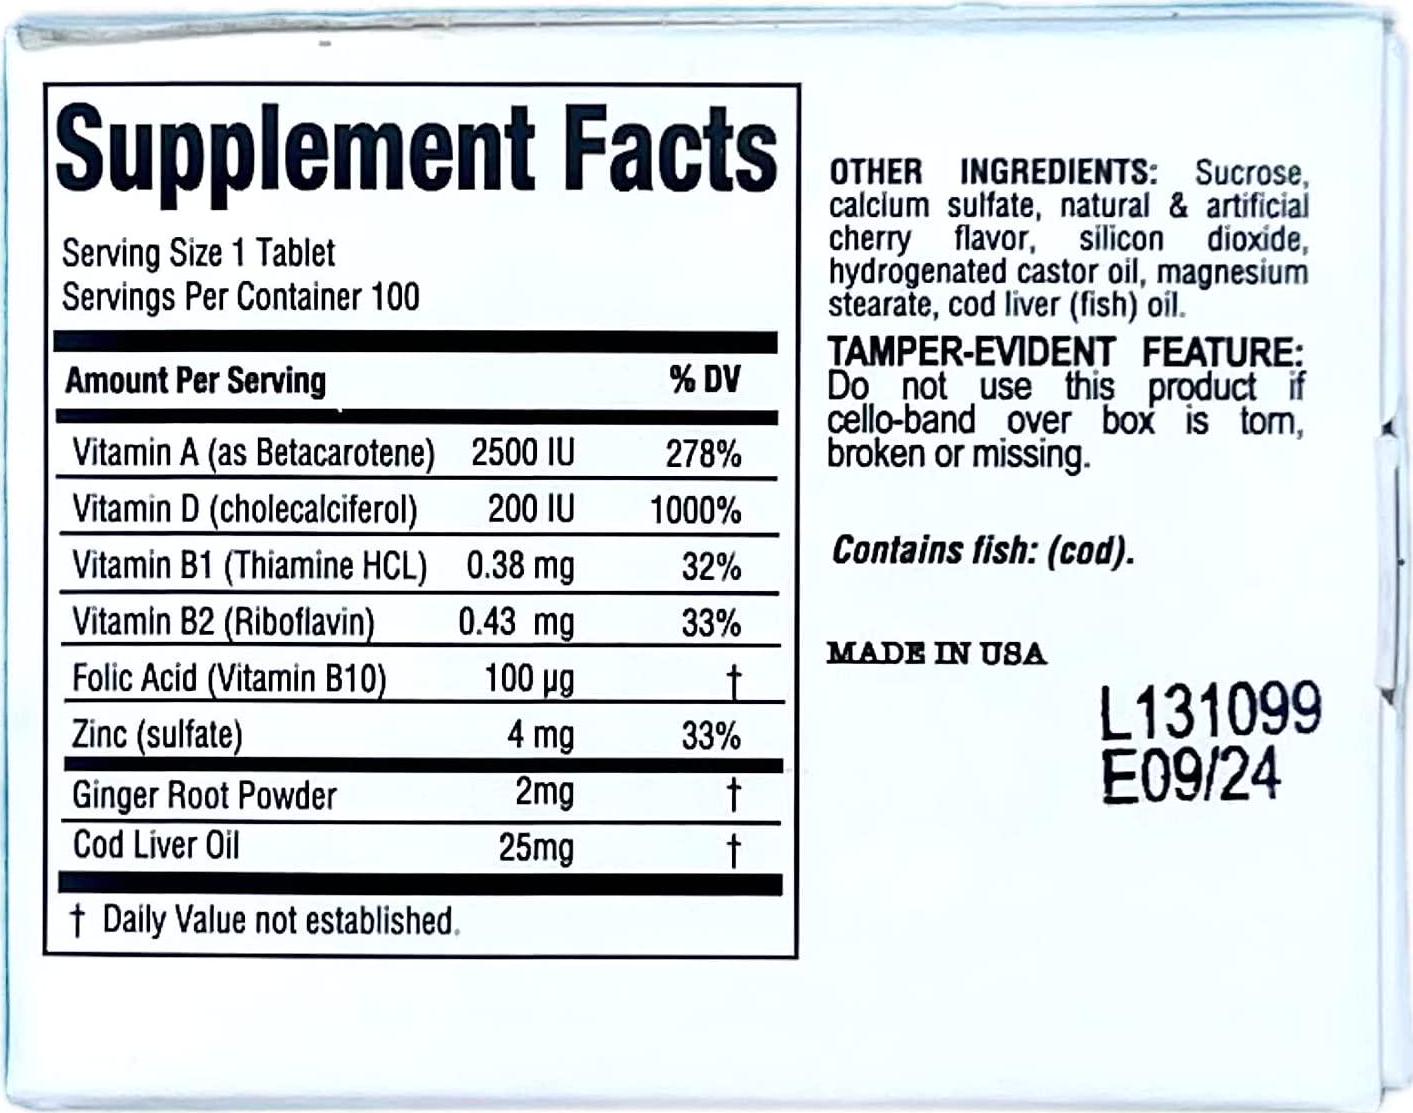 Supplement Facts
Serving Size 1 Tablet
Servings Per Container 100
Amount Per Serving % DV
Vitamin A (as Betacarotene) 2500 IU 278%
Vitamin D (cholecalciferol) 200 IU 1000%
Vitamin B1 (Thiamine HCL) 0.38 mg 32%
Vitamin B2 (Riboflavin) 0.43 mg 33%
Folic Acid (Vitamin B10) 100 µg †
Zinc (sulfate) 4 mg 33%
Ginger Root Powder 2mg †
Cod Liver Oil 25mg †
† Daily Value not established.
OTHER INGREDIENTS: Sucrose,
calcium sulfate, natural & artificial
cherry flavor, silicon dioxide,
hydrogenated castor oil, magnesium
stearate, cod liver (fish) oil.
TAMPER-EVIDENT FEATURE:
Do not use this product if
cello-band over box is torn,
broken or missing.
Contains fish: (cod).
MADE IN USA
L131099
E09/24